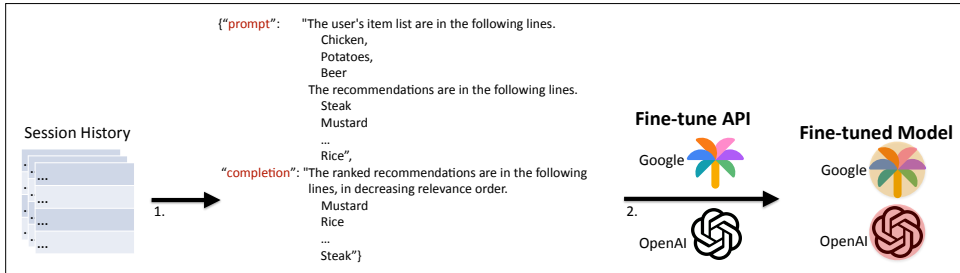 {“prompt”: "The user's item list are in the following lines.
Chicken,
Potatoes,
Beer
The recommendations are in the following lines.
Steak
Mustard
...
Rice”,
“completion”: "The ranked recommendations are in the following
lines, in decreasing relevance order.
Mustard
Rice
...
Steak”}
Session History
...
...
...
...
1.
Fine-tune API
Google
2.
OpenAI
Fine-tuned Model
Google
OpenAI